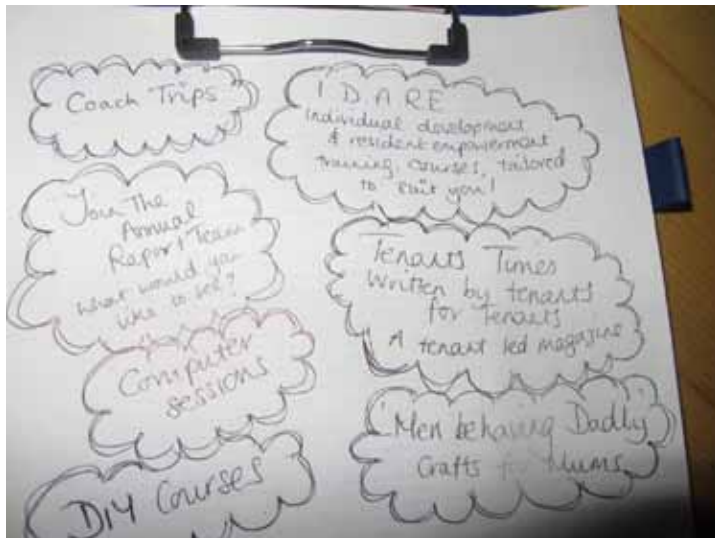 Coach Trips
I D.A.R.E
Individual development
& resident empowerment
training, courses, tailored
to suit you!
Join The
Annual
Report Team
what would you
like to see?
Tenants Times
Written by tenants
for Tenants
A tenant led magazine
Computer
sessions
'Men behaving Dadly'
Crafts for Mums
DIY Courses